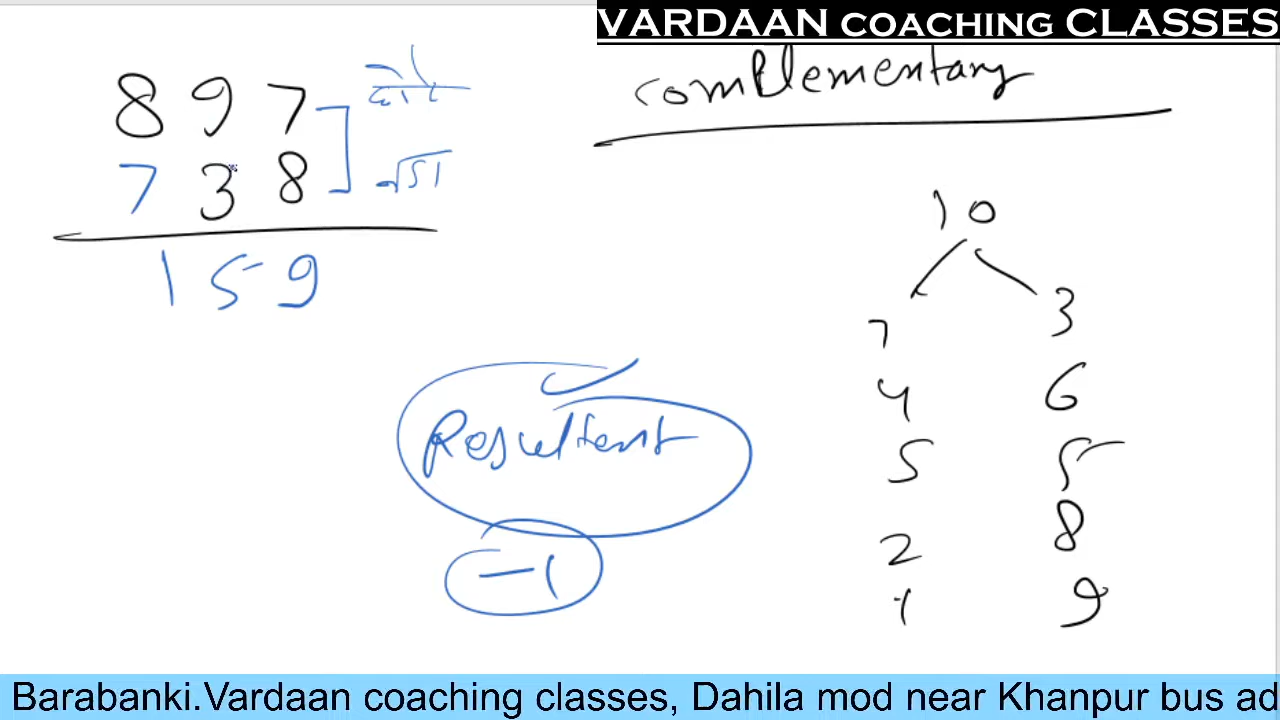 VARDAAN COACHING CLASSES
complementary
8 9 7
7 3 8
1 5 9
10
7 3
4 6
5 5
2 8
1 9
Resultent
-1
Barabanki.Vardaan coaching classes, Dahila mod near Khanpur bus ad